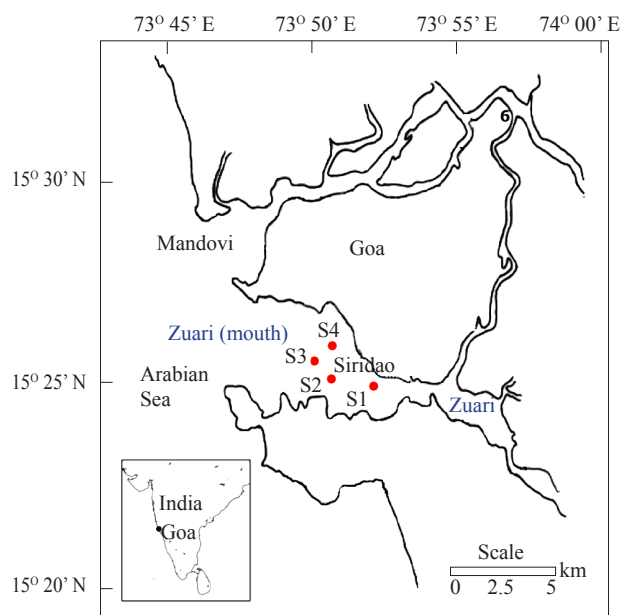 73° 45’ E
73° 50’ E
73° 55’ E
74° 00’ E
15° 30’ N
15° 25’ N
15° 20’ N
6
Mandovi
Goa
Zuari (mouth)
S4
S3
Siridao
S2
S1
Arabian
Sea
Zuari
India
Goa
Scale
0 2.5 5 km